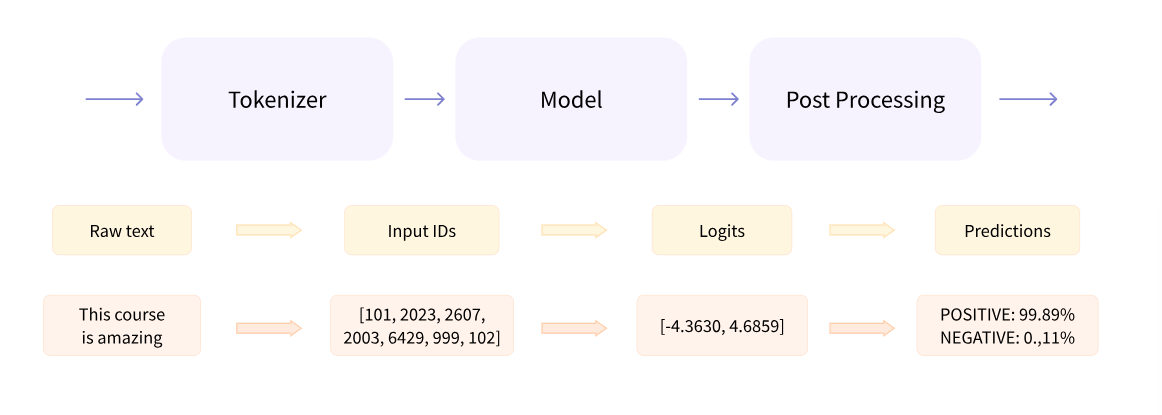 Tokenizer
Model
Post Processing
Raw text
Input IDs
Logits
Predictions
This course
is amazing
[101, 2023, 2607,
2003, 6429, 999, 102]
[-4.3630, 4.6859]
POSITIVE: 99.89%
NEGATIVE: 0.,11%